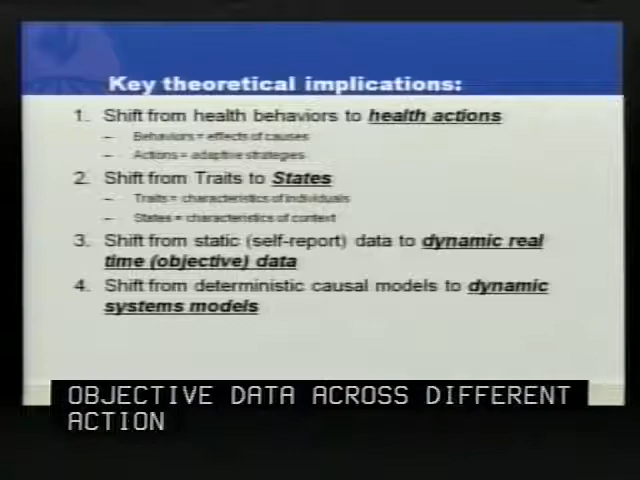 Key theoretical implications:
1. Shift from health behaviors to health actions
– Behaviors = effects of causes
– Actions = adaptive strategies
2. Shift from Traits to States
– Traits = characteristics of individuals
– States = characteristics of context
3. Shift from static (self-report) data to dynamic real
time (objective) data
4. Shift from deterministic causal models to dynamic
systems models
OBJECTIVE DATA ACROSS DIFFERENT
ACTION